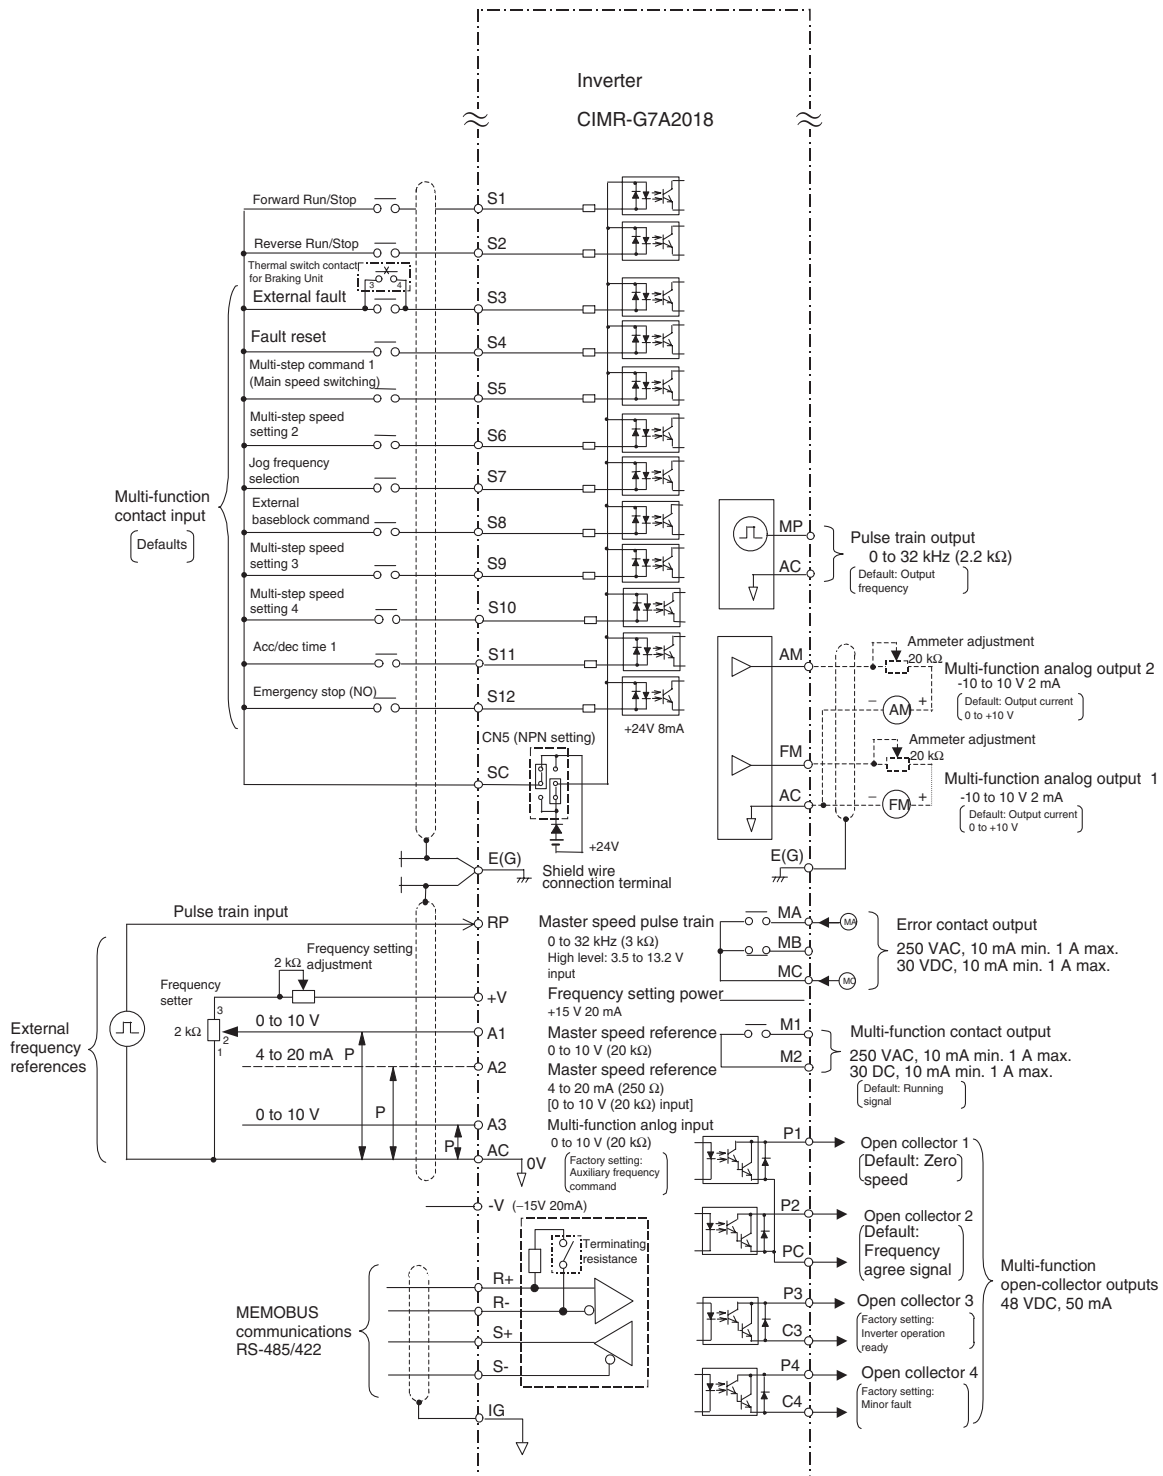 Inverter
CIMR-G7A2018
Forward Run/Stop
S1
Reverse Run/Stop
S2
Thermal switch contact
for Braking Unit
3 4
External fault
S3
Fault reset
S4
Multi-step command 1
(Main speed switching)
S5
Multi-step speed
setting 2
S6
Jog frequency
selection
S7
External
baseblock command
S8
Multi-step speed
setting 3
S9
Multi-step speed
setting 4
S10
Acc/dec time 1
S11
Emergency stop (NO)
S12
Multi-function
contact input
Defaults
+24V 8mA
CN5 (NPN setting)
SC
+24V
E(G)
Shield wire
connection terminal
MP
AC
Pulse train output
0 to 32 kHz (2.2 kΩ)
Default: Output
frequency
AM
Ammeter adjustment
20 kΩ
Multi-function analog output 2
-10 to 10 V 2 mA
− AM +
Default: Output current
0 to +10 V
FM
Ammeter adjustment
20 kΩ
Multi-function analog output 1
-10 to 10 V 2 mA
AC
− FM +
Default: Output current
0 to +10 V
E(G)
Pulse train input
RP
Master speed pulse train
0 to 32 kHz (3 kΩ)
High level: 3.5 to 13.2 V
input
Frequency setting
adjustment
2 kΩ
+V
Frequency setting power
+15 V 20 mA
Frequency
setter
3
2 kΩ
2
1
0 to 10 V
P
A1
Master speed reference
0 to 10 V (20 kΩ)
4 to 20 mA
P
A2
Master speed reference
4 to 20 mA (250 Ω)
[0 to 10 V (20 kΩ) input]
0 to 10 V
P
A3
Multi-function anlog input
0 to 10 V (20 kΩ)
Factory setting:
Auxiliary frequency
command
AC
0V
External
frequency
references
-V (−15V 20mA)
Terminating
resistance
R+
R-
S+
S-
IG
MEMOBUS
communications
RS-485/422
MA
MA
MB
MC
MC
Error contact output
250 VAC, 10 mA min. 1 A max.
30 VDC, 10 mA min. 1 A max.
M1
M2
Multi-function contact output
250 VAC, 10 mA min. 1 A max.
30 DC, 10 mA min. 1 A max.
Default: Running
signal
P1
Open collector 1
Default: Zero
speed
P2
Open collector 2
Default:
Frequency
agree signal
PC
P3
Open collector 3
Factory setting:
Inverter operation
ready
C3
P4
Open collector 4
Factory setting:
Minor fault
C4
Multi-function
open-collector outputs
48 VDC, 50 mA